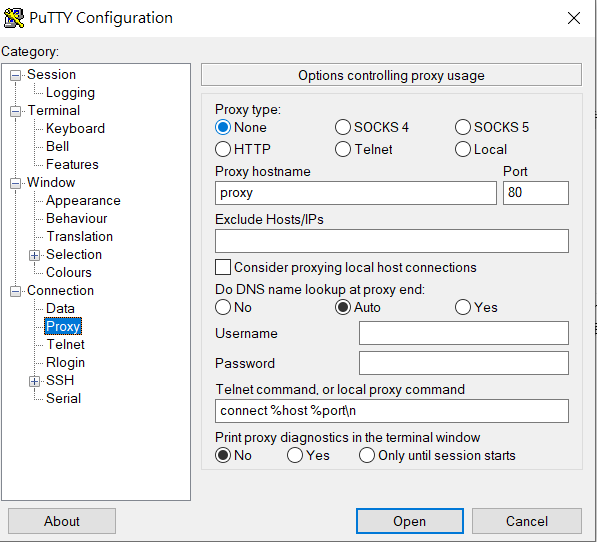 PuTTY Configuration
Category:
Session
Logging
Terminal
Keyboard
Bell
Features
Window
Appearance
Behaviour
Translation
Selection
Colours
Connection
Data
Proxy
Telnet
Rlogin
SSH
Serial
Options controlling proxy usage
Proxy type:
None SOCKS 4 SOCKS 5
HTTP Telnet Local
Proxy hostname Port
proxy 80
Exclude Hosts/IPs
Consider proxying local host connections
Do DNS name lookup at proxy end:
No Auto Yes
Username
Password
Telnet command, or local proxy command
connect %host %port\n
Print proxy diagnostics in the terminal window
No Yes Only until session starts
About Open Cancel